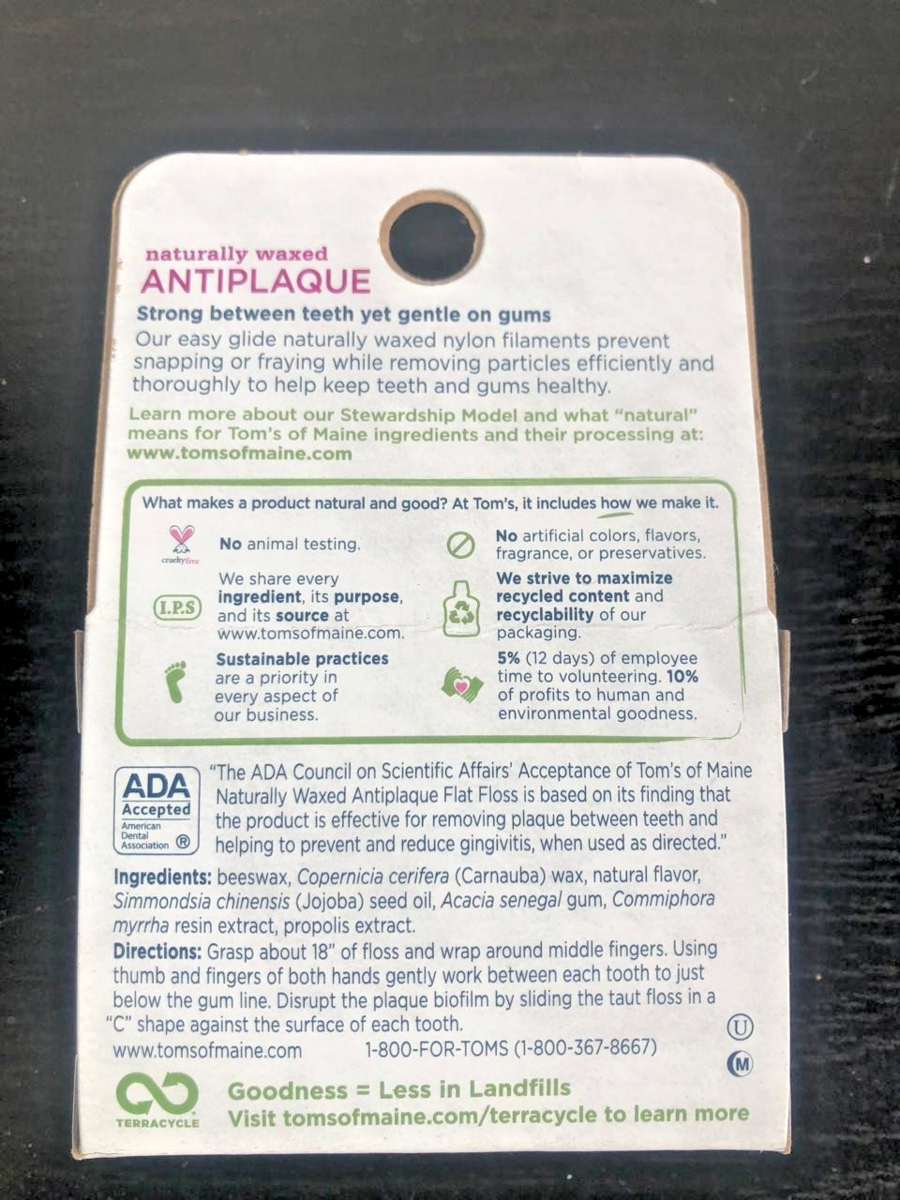 naturally waxed
ANTIPLAQUE
Strong between teeth yet gentle on gums
Our easy glide naturally waxed nylon filaments prevent
snapping or fraying while removing particles efficiently and
thoroughly to help keep teeth and gums healthy.
Learn more about our Stewardship Model and what “natural”
means for Tom's of Maine ingredients and their processing at:
www.tomsofmaine.com
What makes a product natural and good? At Tom's, it includes how we make it.
crueltyfree
No animal testing.
I.P.S
We share every
ingredient, its purpose,
and its source at
www.tomsofmaine.com.
Sustainable practices
are a priority in
every aspect of
our business.
No artificial colors, flavors,
fragrance, or preservatives.
We strive to maximize
recycled content and
recyclability of our
packaging.
5% (12 days) of employee
time to volunteering. 10%
of profits to human and
environmental goodness.
ADA
Accepted
American
Dental
Association ®
“The ADA Council on Scientific Affairs' Acceptance of Tom's of Maine
Naturally Waxed Antiplaque Flat Floss is based on its finding that
the product is effective for removing plaque between teeth and
helping to prevent and reduce gingivitis, when used as directed.”
Ingredients: beeswax, Copernicia cerifera (Carnauba) wax, natural flavor,
Simmondsia chinensis (Jojoba) seed oil, Acacia senegal gum, Commiphora
myrrha resin extract, propolis extract.
Directions: Grasp about 18” of floss and wrap around middle fingers. Using
thumb and fingers of both hands gently work between each tooth to just
below the gum line. Disrupt the plaque biofilm by sliding the taut floss in a
“C” shape against the surface of each tooth.
U
www.tomsofmaine.com 1-800-FOR-TOMS (1-800-367-8667)
M
TERRACYCLE
Goodness = Less in Landfills
Visit tomsofmaine.com/terracycle to learn more